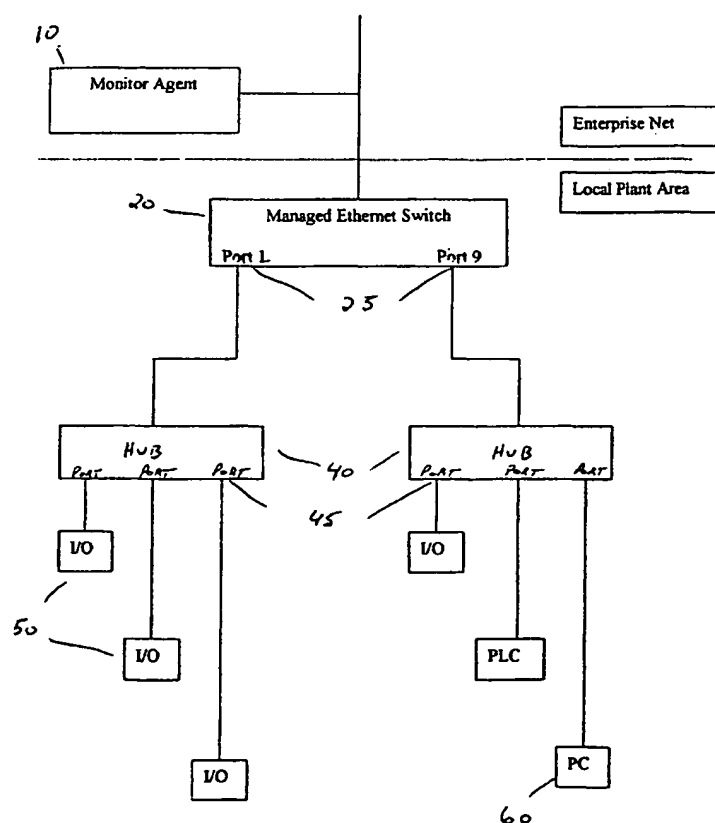 10
Monitor Agent
Enterprise Net
Local Plant Area
20
Managed Ethernet Switch
Port 1
Port 9
25
HUB
PORT PORT PORT
40
HUB
PORT PORT PORT
45
I/O
I/O
50
I/O
PLC
I/O
PC
60